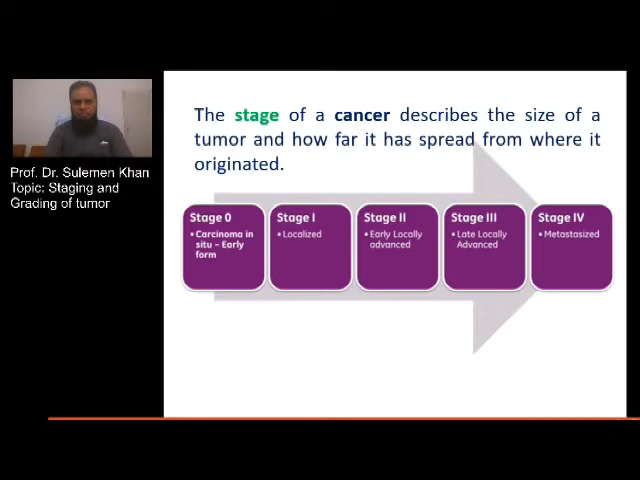 The stage of a cancer describes the size of a
tumor and how far it has spread from where it
originated.
Prof. Dr. Sulemen Khan
Topic: Staging and
Grading of tumor
Stage 0
• Carcinoma in
situ – Early
form
Stage I
• Localized
Stage II
• Early Locally
advanced
Stage III
• Late Locally
Advanced
Stage IV
• Metastasized